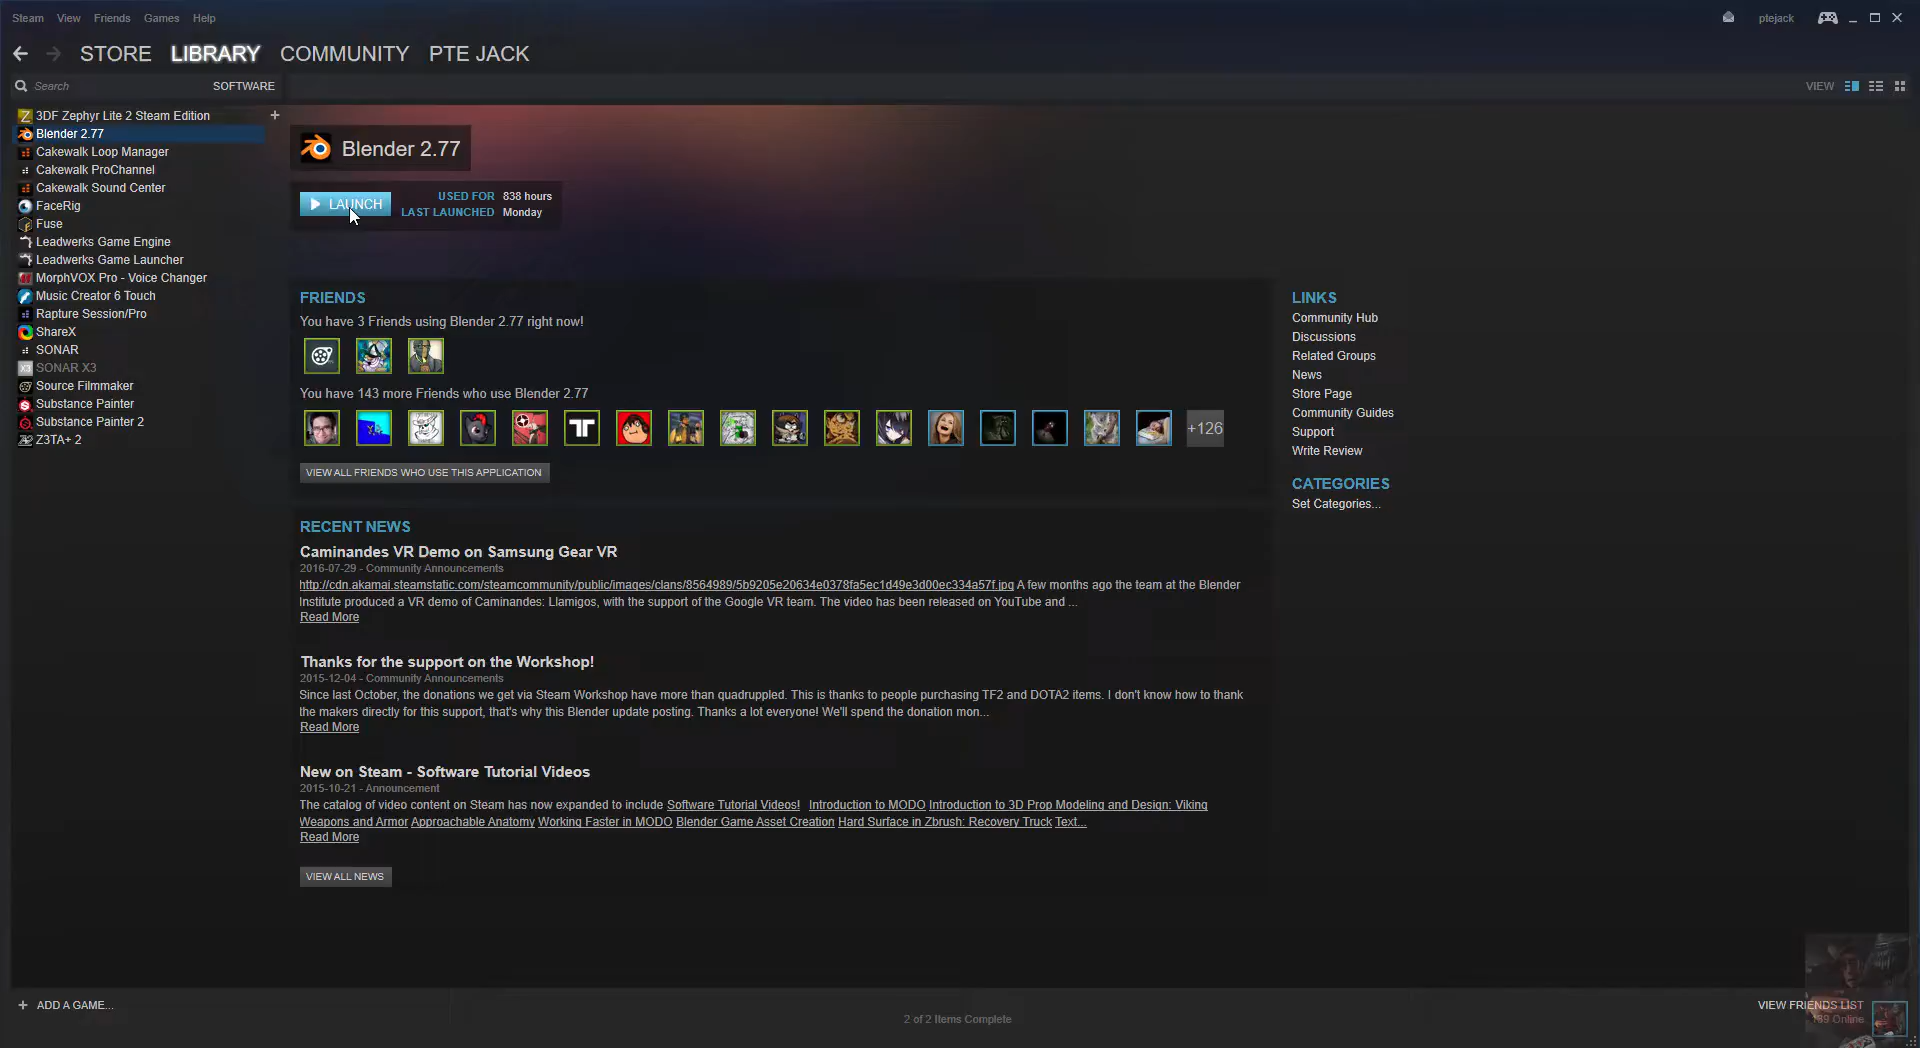 Steam View Friends Games Help
ptejack
STORE LIBRARY COMMUNITY PTE JACK
Search SOFTWARE
VIEW
3DF Zephyr Lite 2 Steam Edition
Blender 2.77
Cakewalk Loop Manager
Cakewalk ProChannel
Cakewalk Sound Center
FaceRig
Fuse
Leadwerks Game Engine
Leadwerks Game Launcher
MorphVOX Pro - Voice Changer
Music Creator 6 Touch
Rapture Session/Pro
ShareX
SONAR
SONAR X3
Source Filmmaker
Substance Painter
Substance Painter 2
Z3TA+ 2
+ ADD A GAME...
Blender 2.77
LAUNCH
USED FOR 838 hours
LAST LAUNCHED Monday
FRIENDS
You have 3 Friends using Blender 2.77 right now!
You have 143 more Friends who use Blender 2.77
+126
VIEW ALL FRIENDS WHO USE THIS APPLICATION
RECENT NEWS
Caminandes VR Demo on Samsung Gear VR
2016-07-29 - Community Announcements
http://cdn.akamai.steamstatic.com/steamcommunity/public/images/clans/8564989/5b9205e20634e0378fa5ec1d49e3d00ec334a57f.jpg A few months ago the team at the Blender
Institute produced a VR demo of Caminandes: Llamigos, with the support of the Google VR team. The video has been released on YouTube and ...
Read More
Thanks for the support on the Workshop!
2015-12-04 - Community Announcements
Since last October, the donations we get via Steam Workshop have more than quadruppled. This is thanks to people purchasing TF2 and DOTA2 items. I don't know how to thank
the makers directly for this support, that's why this Blender update posting. Thanks a lot everyone! We'll spend the donation mon...
Read More
New on Steam - Software Tutorial Videos
2015-10-21 - Announcement
The catalog of video content on Steam has now expanded to include Software Tutorial Videos! Introduction to MODO Introduction to 3D Prop Modeling and Design: Viking
Weapons and Armor Approachable Anatomy Working Faster in MODO Blender Game Asset Creation Hard Surface in Zbrush: Recovery Truck Text...
Read More
VIEW ALL NEWS
LINKS
Community Hub
Discussions
Related Groups
News
Store Page
Community Guides
Support
Write Review
CATEGORIES
Set Categories...
2 of 2 Items Complete
VIEW FRIENDS LIST
189 Online